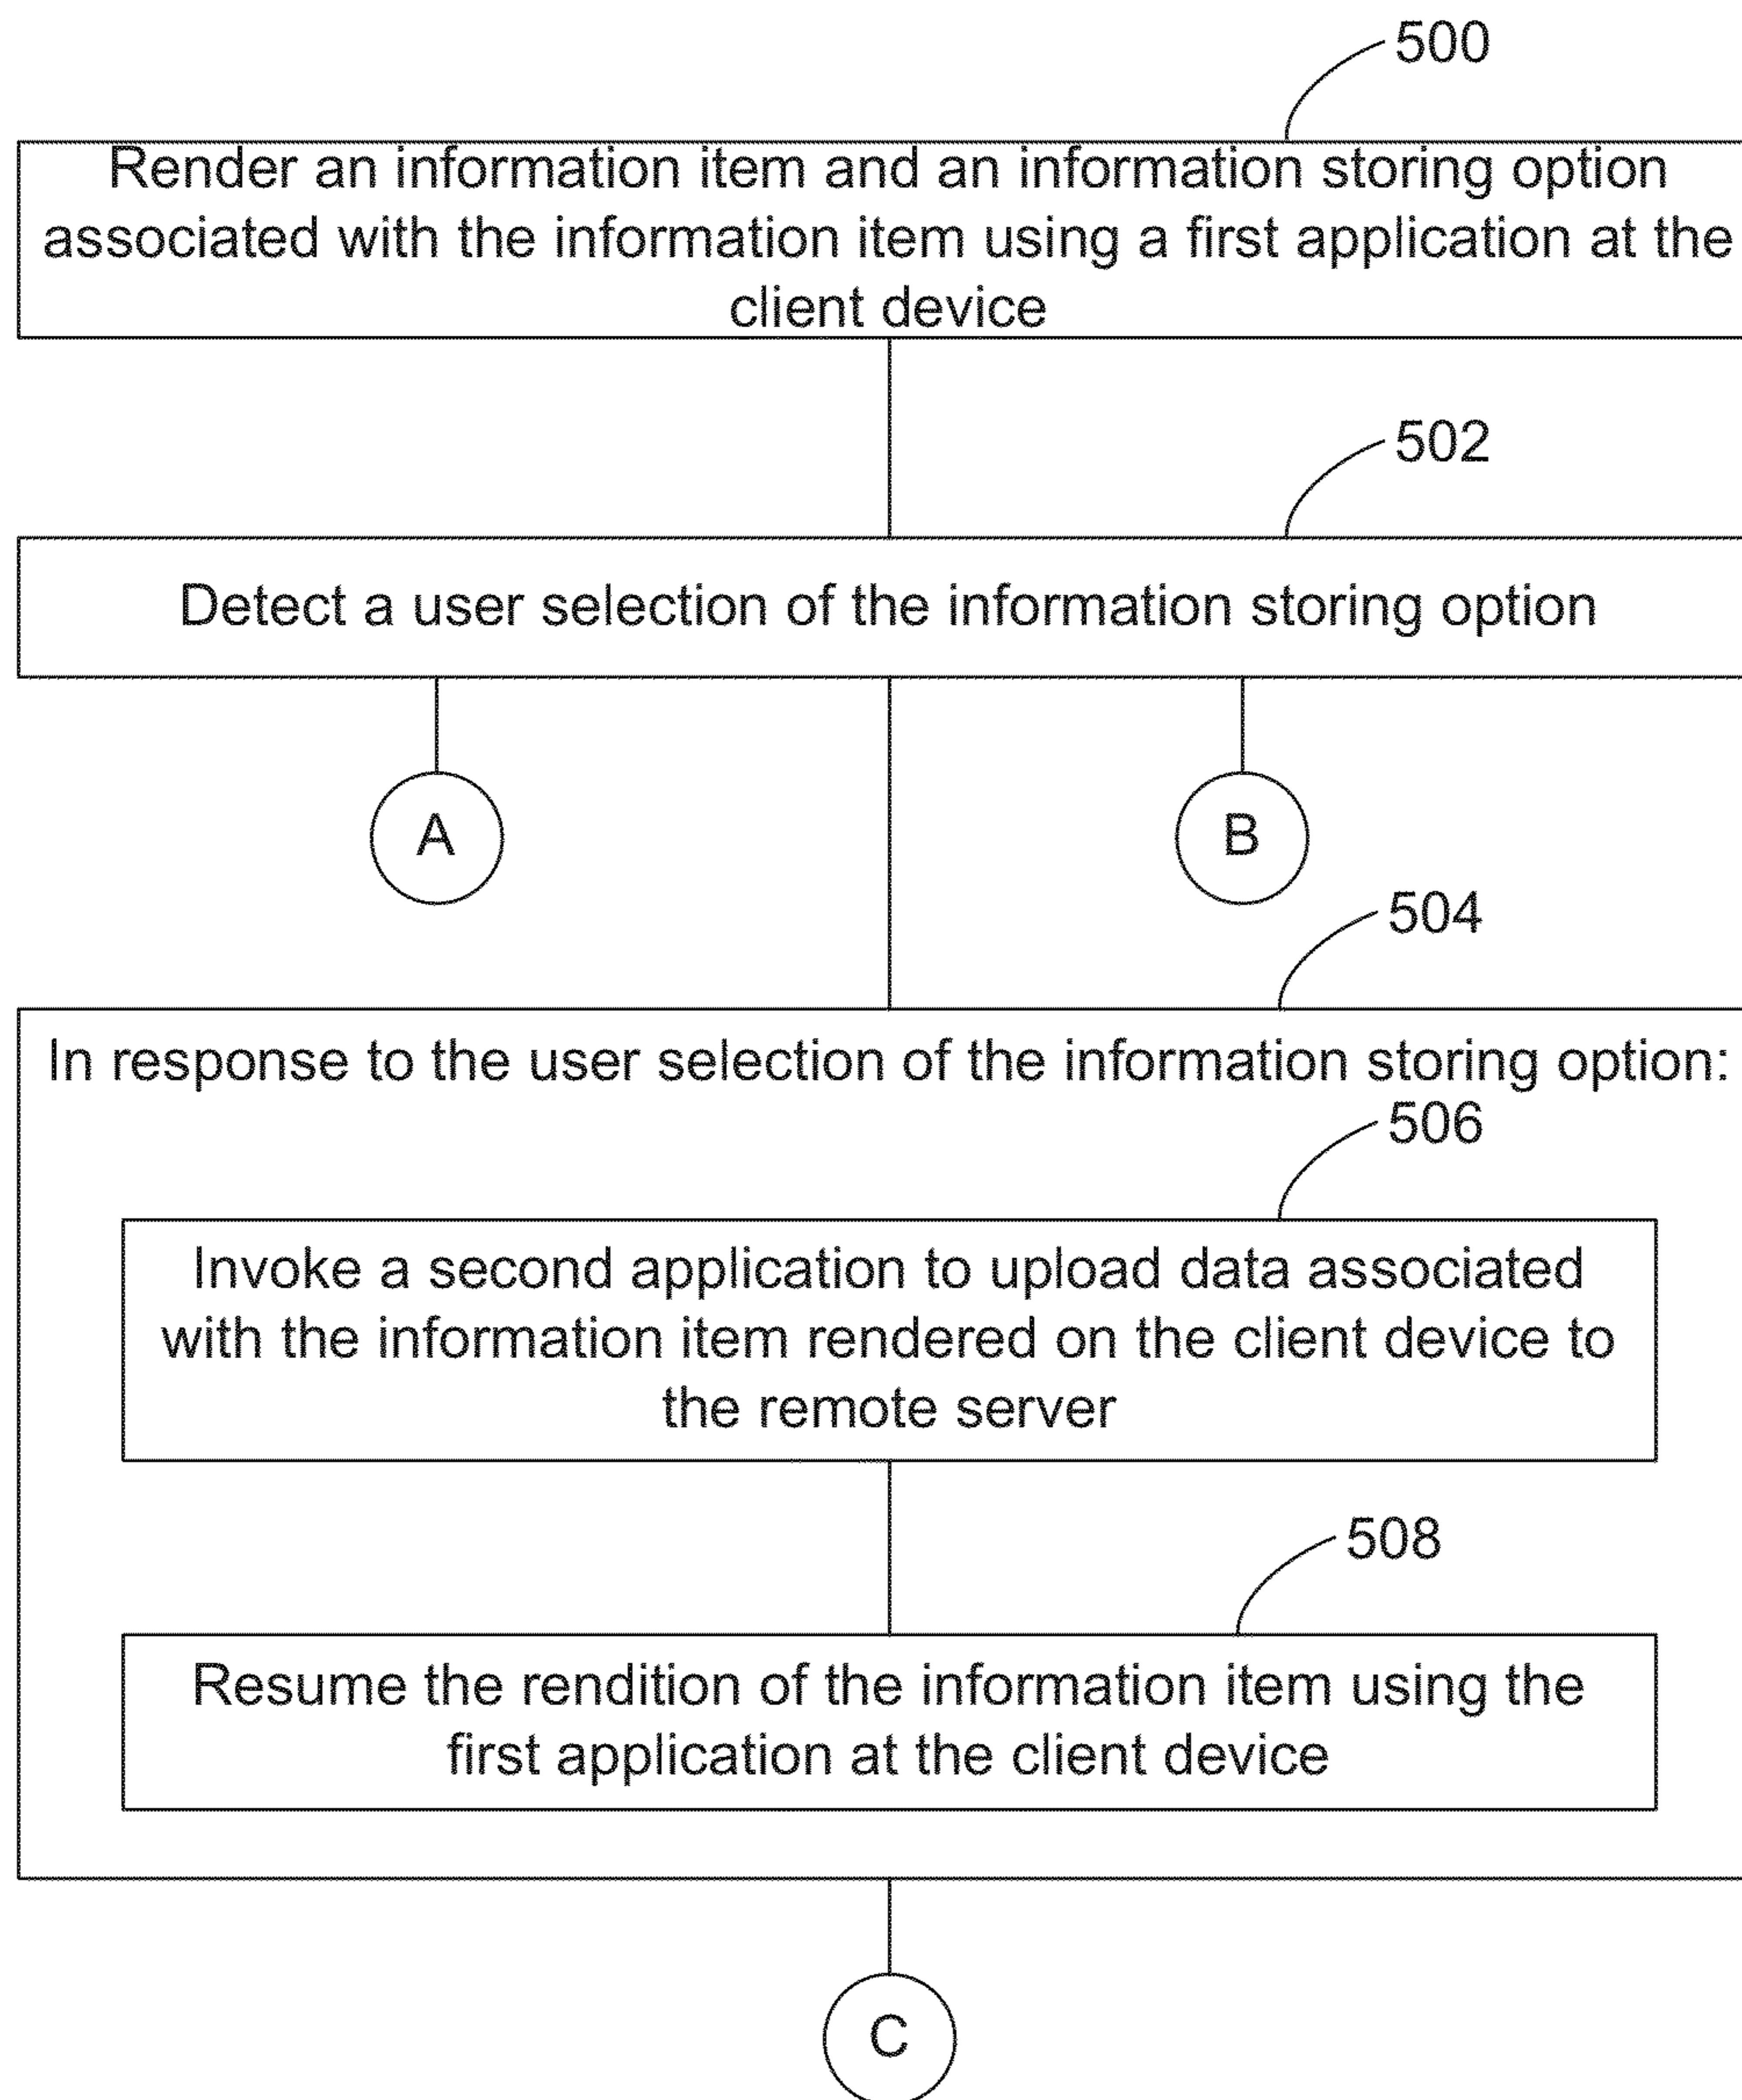 500
Render an information item and an information storing option
associated with the information item using a first application at the
client device
502
Detect a user selection of the information storing option
A
B
504
In response to the user selection of the information storing option:
506
Invoke a second application to upload data associated
with the information item rendered on the client device to
the remote server
508
Resume the rendition of the information item using the
first application at the client device
C